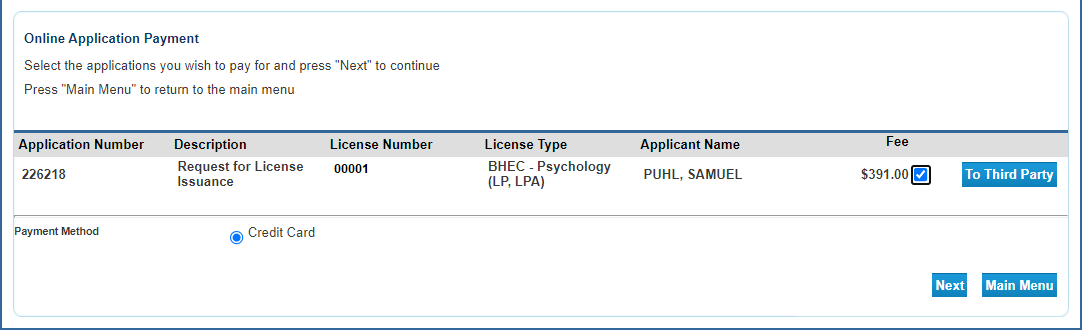 Online Application Payment
Select the applications you wish to pay for and press "Next" to continue
Press "Main Menu" to return to the main menu
Application Number Description License Number License Type Applicant Name Fee
226218 Request for License Issuance 00001 BHEC - Psychology (LP, LPA) PUHL, SAMUEL $391.00 To Third Party
Payment Method Credit Card
Next Main Menu